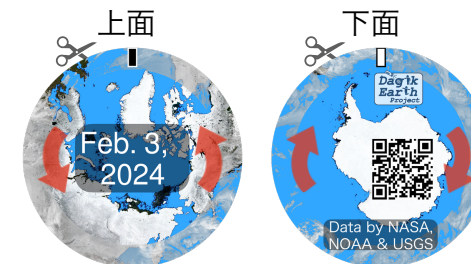 上面
下面
Dagik
Earth
Project
Feb. 3,
2024
Data by NASA,
NOAA & USGS